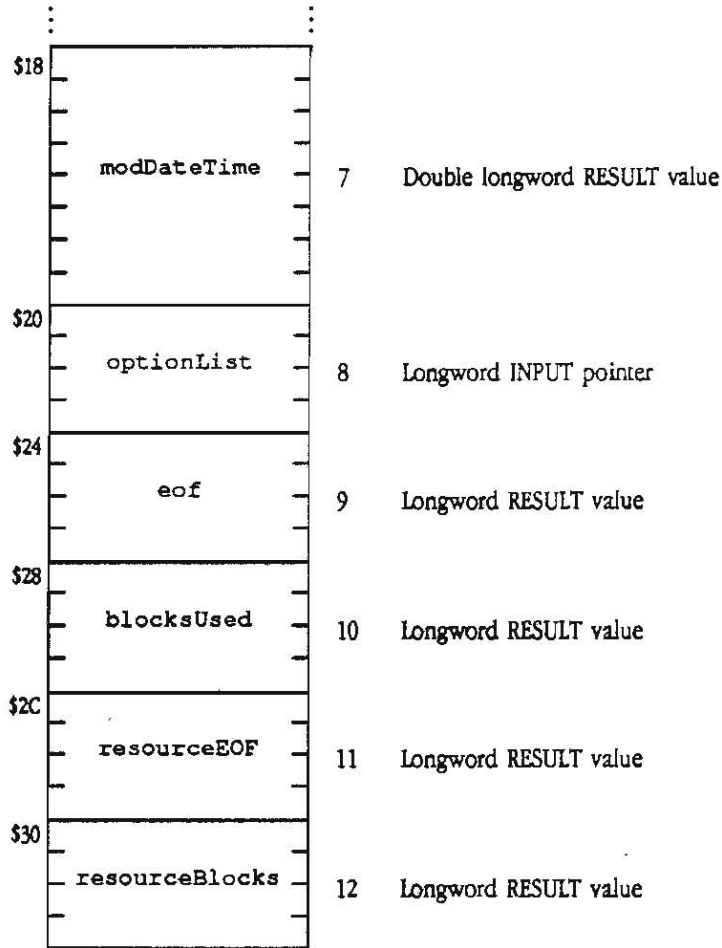 $18
modDateTime 7 Double longword RESULT value
$20
optionList 8 Longword INPUT pointer
$24
eof 9 Longword RESULT value
$28
blocksUsed 10 Longword RESULT value
$2C
resourceEOF 11 Longword RESULT value
$30
resourceBlocks 12 Longword RESULT value